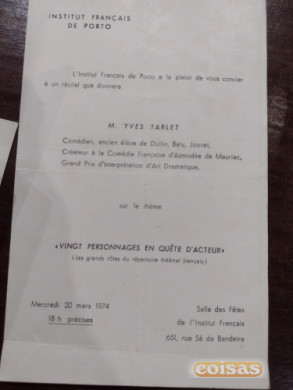 INSTITUT FRANÇAIS
DE PORTO
L'Institut Français de Porto a le plaisir de vous convier
à un récital que donnera
M. YVES TARLET
Comédien, ancien élève de Dullin, Baty, Jouvet,
Créateur à la Comédie Française d'Asmodée de Mauriac,
Grand Prix d'Interprétation d'Art Dramatique,
sur le thème
«VINGT PERSONNAGES EN QUÊTE D'ACTEUR»
(Les grands rôles du répertoire théâtral français)
Mercredi 20 mars 1974
18 h précises
Salle des Fêtes
de l'Institut Français
651, rue Sá da Bandeira
coisas